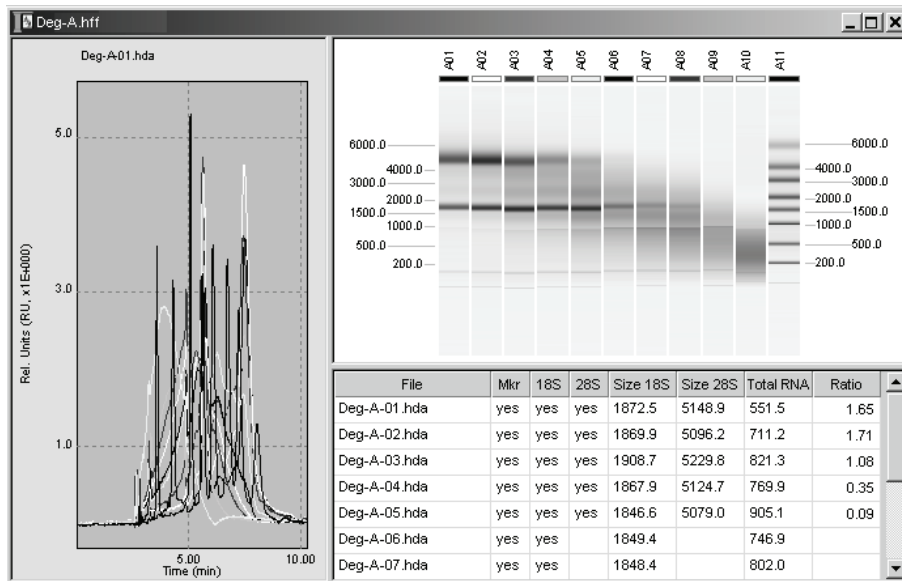 Deg-A.hff
Deg-A-01.hda
5.0
3.0
1.0
Rel. Units (RU, x1E+000)
5.00 10.00
Time (min)
A01 A02 A03 A04 A05 A06 A07 A08 A09 A10 A11
6000.0
4000.0
3000.0
2000.0
1500.0
1000.0
500.0
200.0
6000.0
4000.0
3000.0
2000.0
1500.0
1000.0
500.0
200.0
File Mkr 18S 28S Size 18S Size 28S Total RNA Ratio
Deg-A-01.hda yes yes yes 1872.5 5148.9 551.5 1.65
Deg-A-02.hda yes yes yes 1869.9 5096.2 711.2 1.71
Deg-A-03.hda yes yes yes 1908.7 5229.8 821.3 1.08
Deg-A-04.hda yes yes yes 1867.9 5124.7 769.9 0.35
Deg-A-05.hda yes yes yes 1846.6 5079.0 905.1 0.09
Deg-A-06.hda yes yes 1849.4 746.9
Deg-A-07.hda yes yes 1848.4 802.0